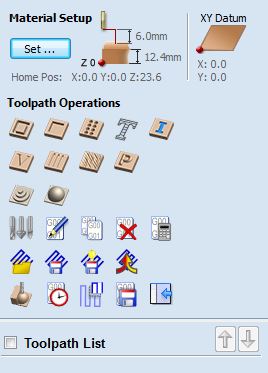 Material Setup
XY Datum
6.0mm
Set ...
Z 0
12.4mm
X: 0.0
Home Pos: X:0.0 Y:0.0 Z:23.6
Y: 0.0
Toolpath Operations
Toolpath List